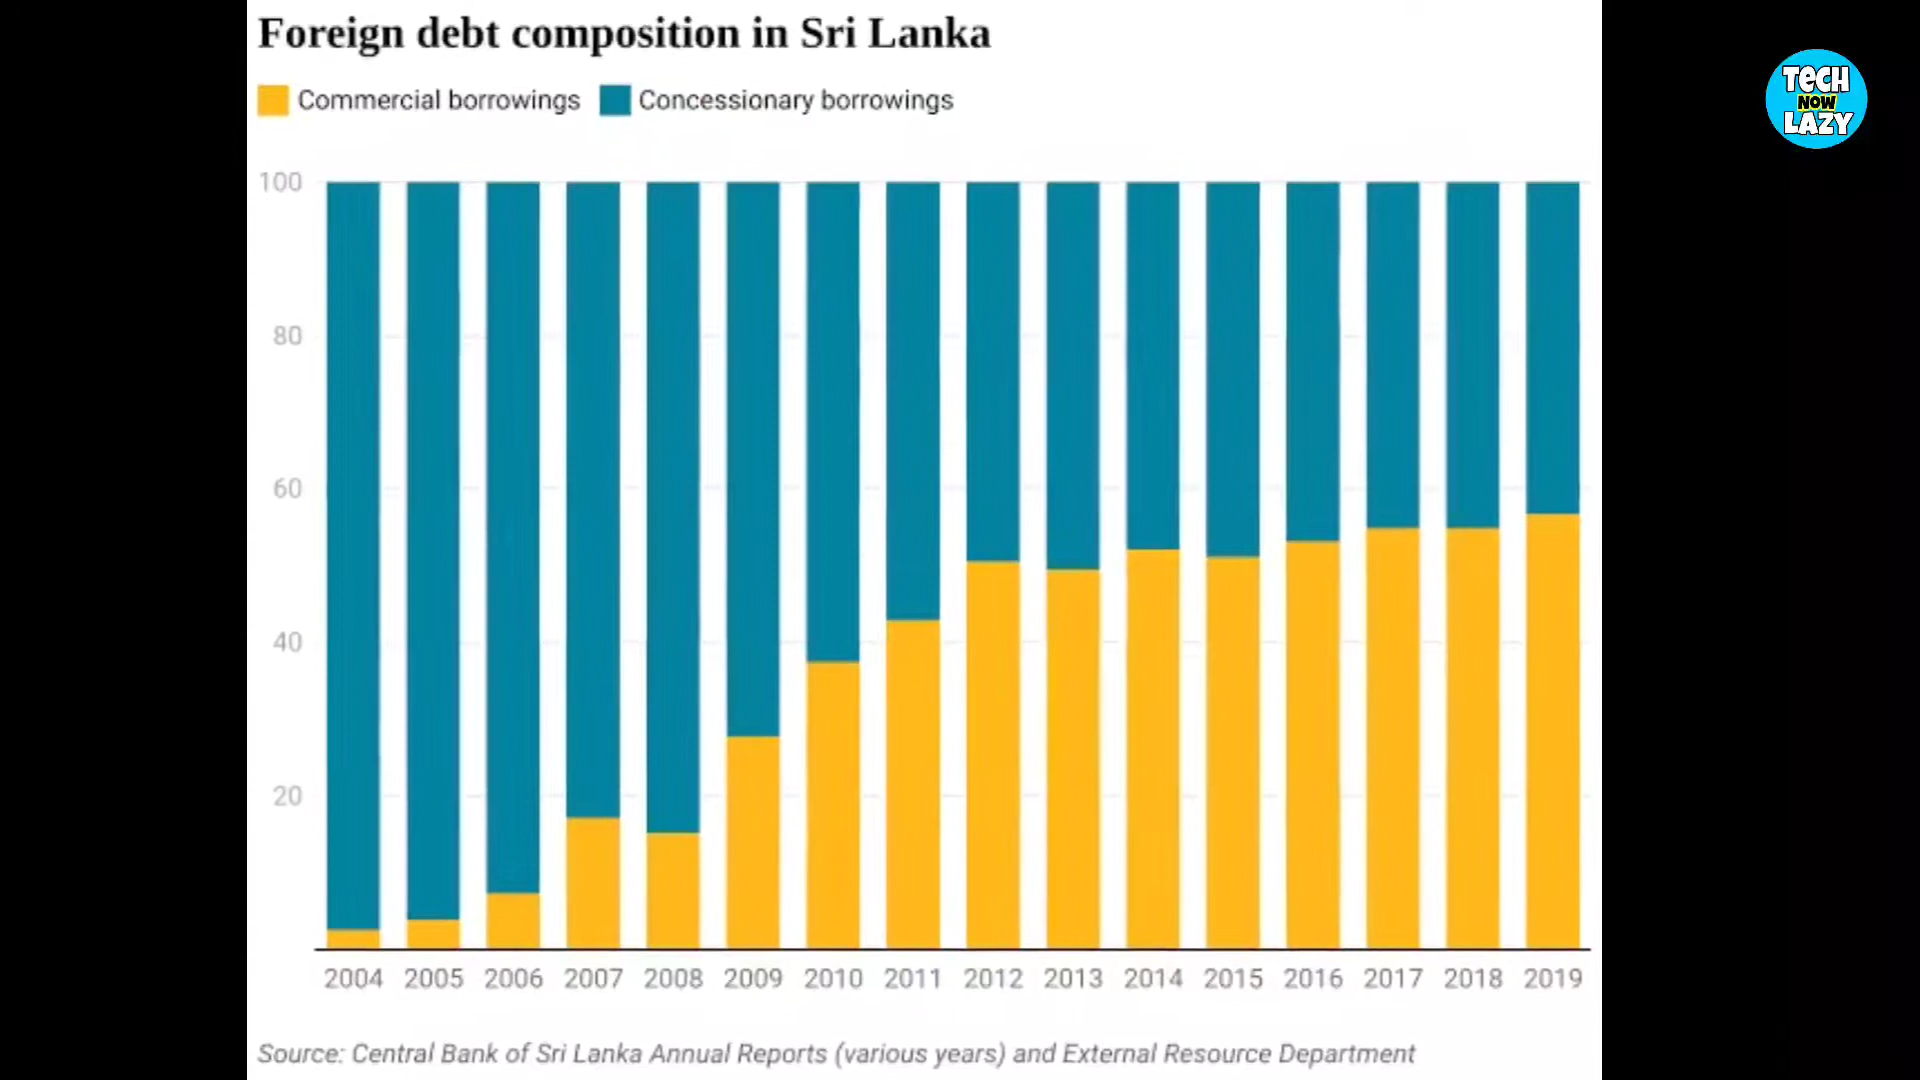 Foreign debt composition in Sri Lanka
Commercial borrowings Concessionary borrowings
TECH
NOW
LAZY
100
80
60
40
20
2004 2005 2006 2007 2008 2009 2010 2011 2012 2013 2014 2015 2016 2017 2018 2019
Source: Central Bank of Sri Lanka Annual Reports (various years) and External Resource Department